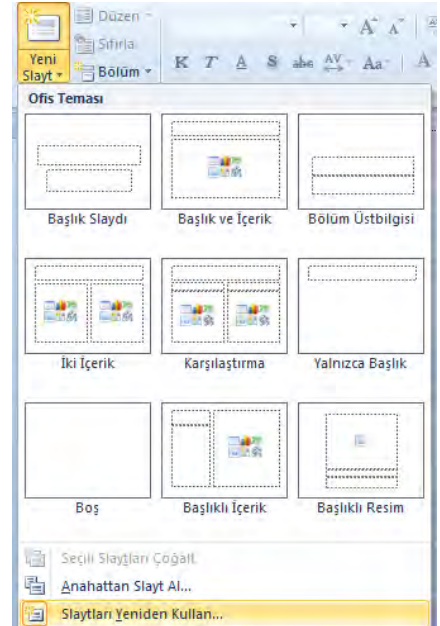 Düzen
Sıfırla
Yeni
Slayt
Bölüm
K T A S abc AV Aa A
A A
Ofis Teması
Başlık Slaydı Başlık ve İçerik Bölüm Üstbilgisi
İki İçerik Karşılaştırma Yalnızca Başlık
Boş Başlıklı İçerik Başlıklı Resim
Seçili Slaytları Çoğalt
Anahattan Slayt Al...
Slaytları Yeniden Kullan...